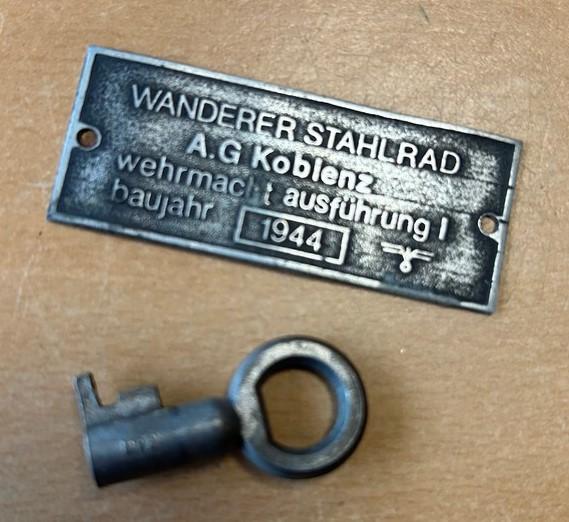 WANDERER STAHLRAD
A.G Koblenz
wehrmacht ausführung I
baujahr 1944